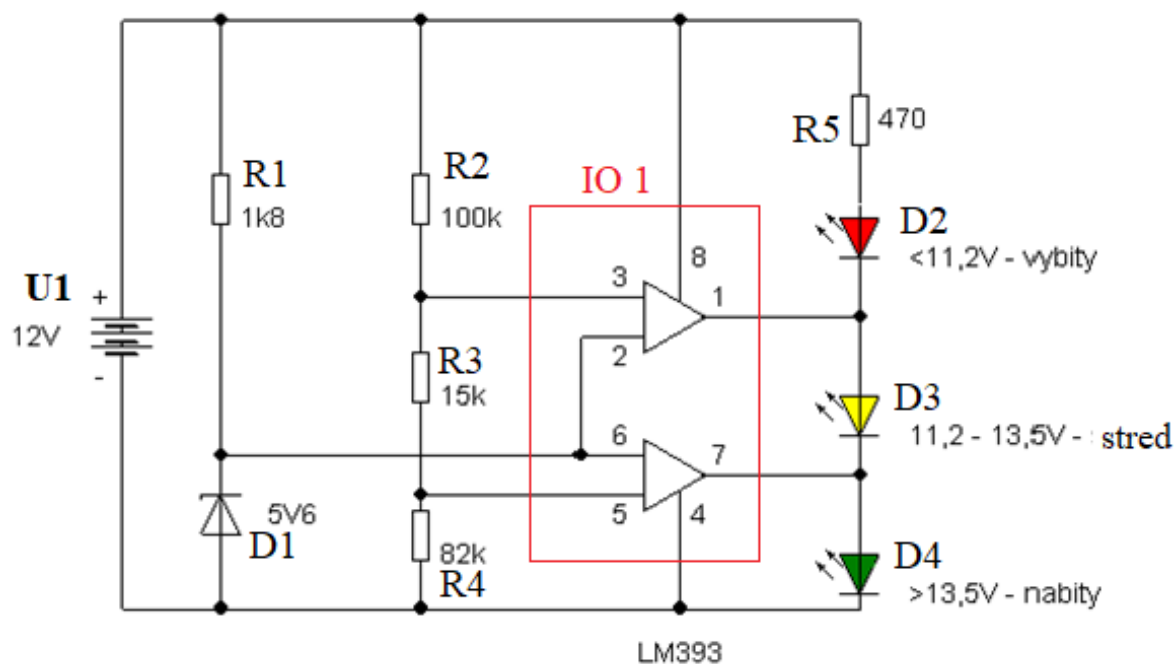 R1
1k8
R2
100k
IO 1
R5
470
D2
<11,2V - vybity
U1
+
12V
-
3
8
1
2
R3
15k
D3
11,2 - 13,5V - stred
6
7
5
4
5V6
D1
82k
R4
D4
>13,5V - nabity
LM393